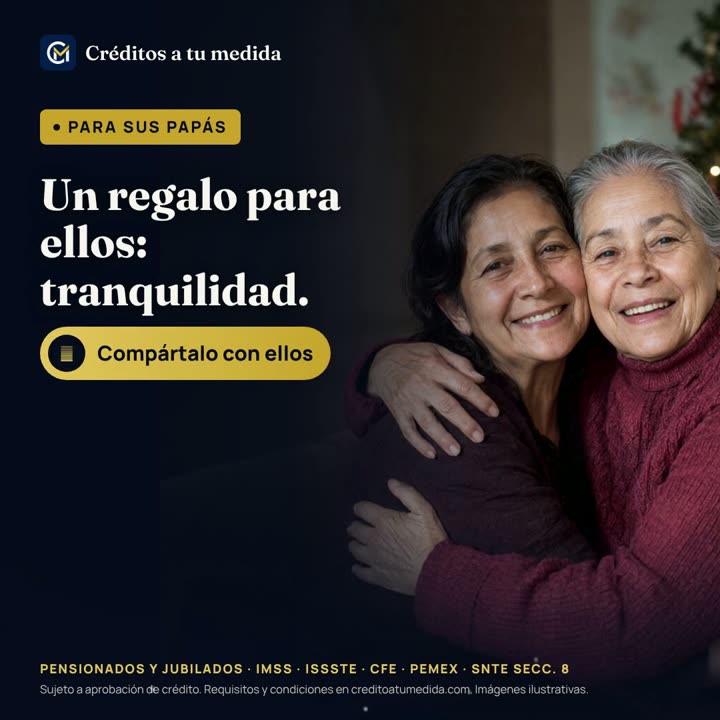 Créditos a tu medida
• PARA SUS PAPÁS
Un regalo para
ellos:
tranquilidad.
Compártalo con ellos
PENSIONADOS Y JUBILADOS · IMSS · ISSSTE · CFE · PEMEX · SNTE SECC. 8
Sujeto a aprobación de crédito. Requisitos y condiciones en creditoatumedida.com. Imágenes ilustrativas.